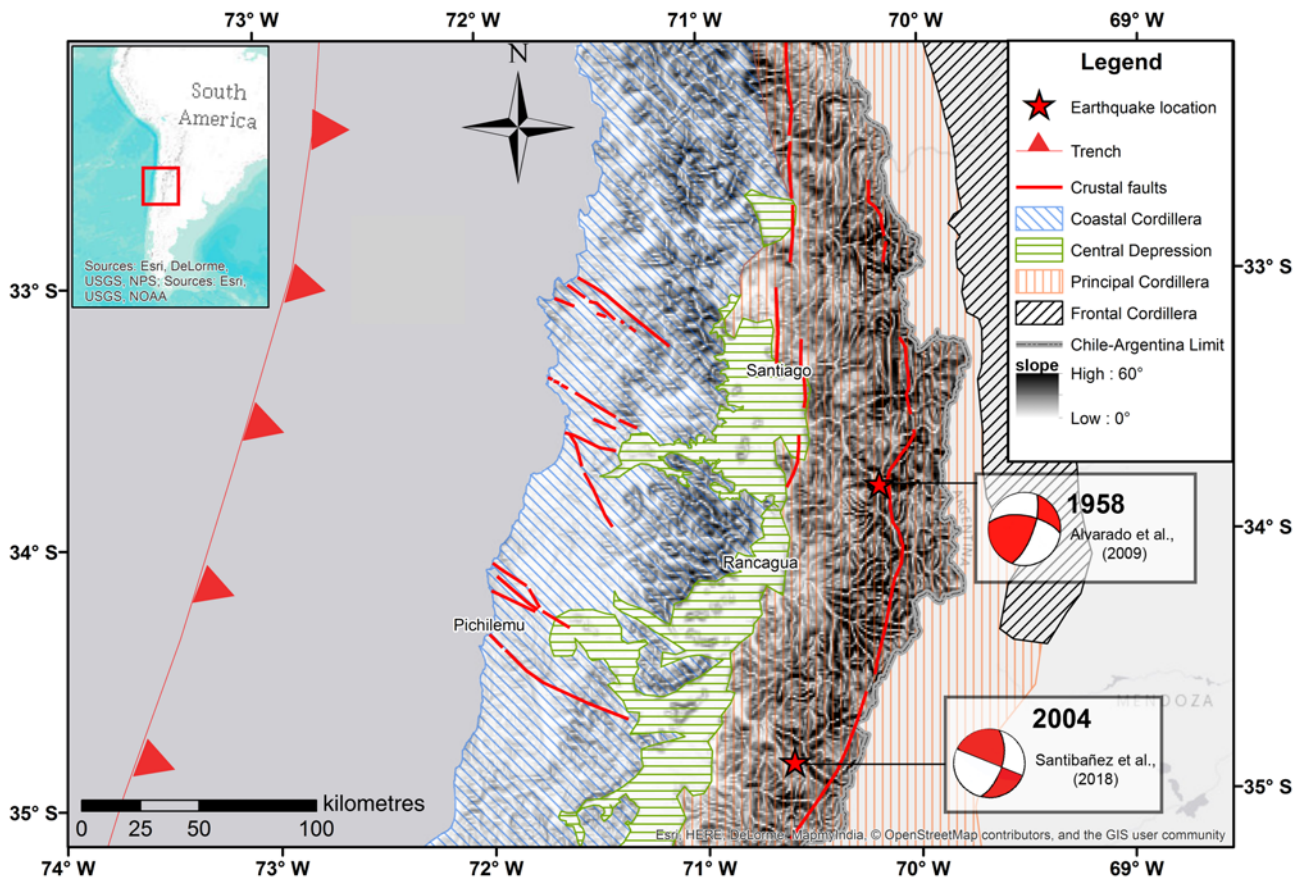 73° W
72° W
71° W
70° W
69° W
South
America
Sources: Esri, DeLorme,
USGS, NPS; Sources: Esri,
USGS, NOAA
N
Legend
Earthquake location
Trench
Crustal faults
Coastal Cordillera
Central Depression
Principal Cordillera
Frontal Cordillera
Chile-Argentina Limit
slope
High : 60°
Low : 0°
33° S
33° S
Santiago
1958
Alvarado et al.,
(2009)
ARGENTINA
34° S
34° S
Rancagua
Pichilemu
MENDOZA
2004
Santibañez et al.,
(2018)
35° S
35° S
kilometres
0 25 50 100
Esri, HERE, DeLorme, MapmyIndia, © OpenStreetMap contributors, and the GIS user community
74° W
73° W
72° W
71° W
70° W
69° W